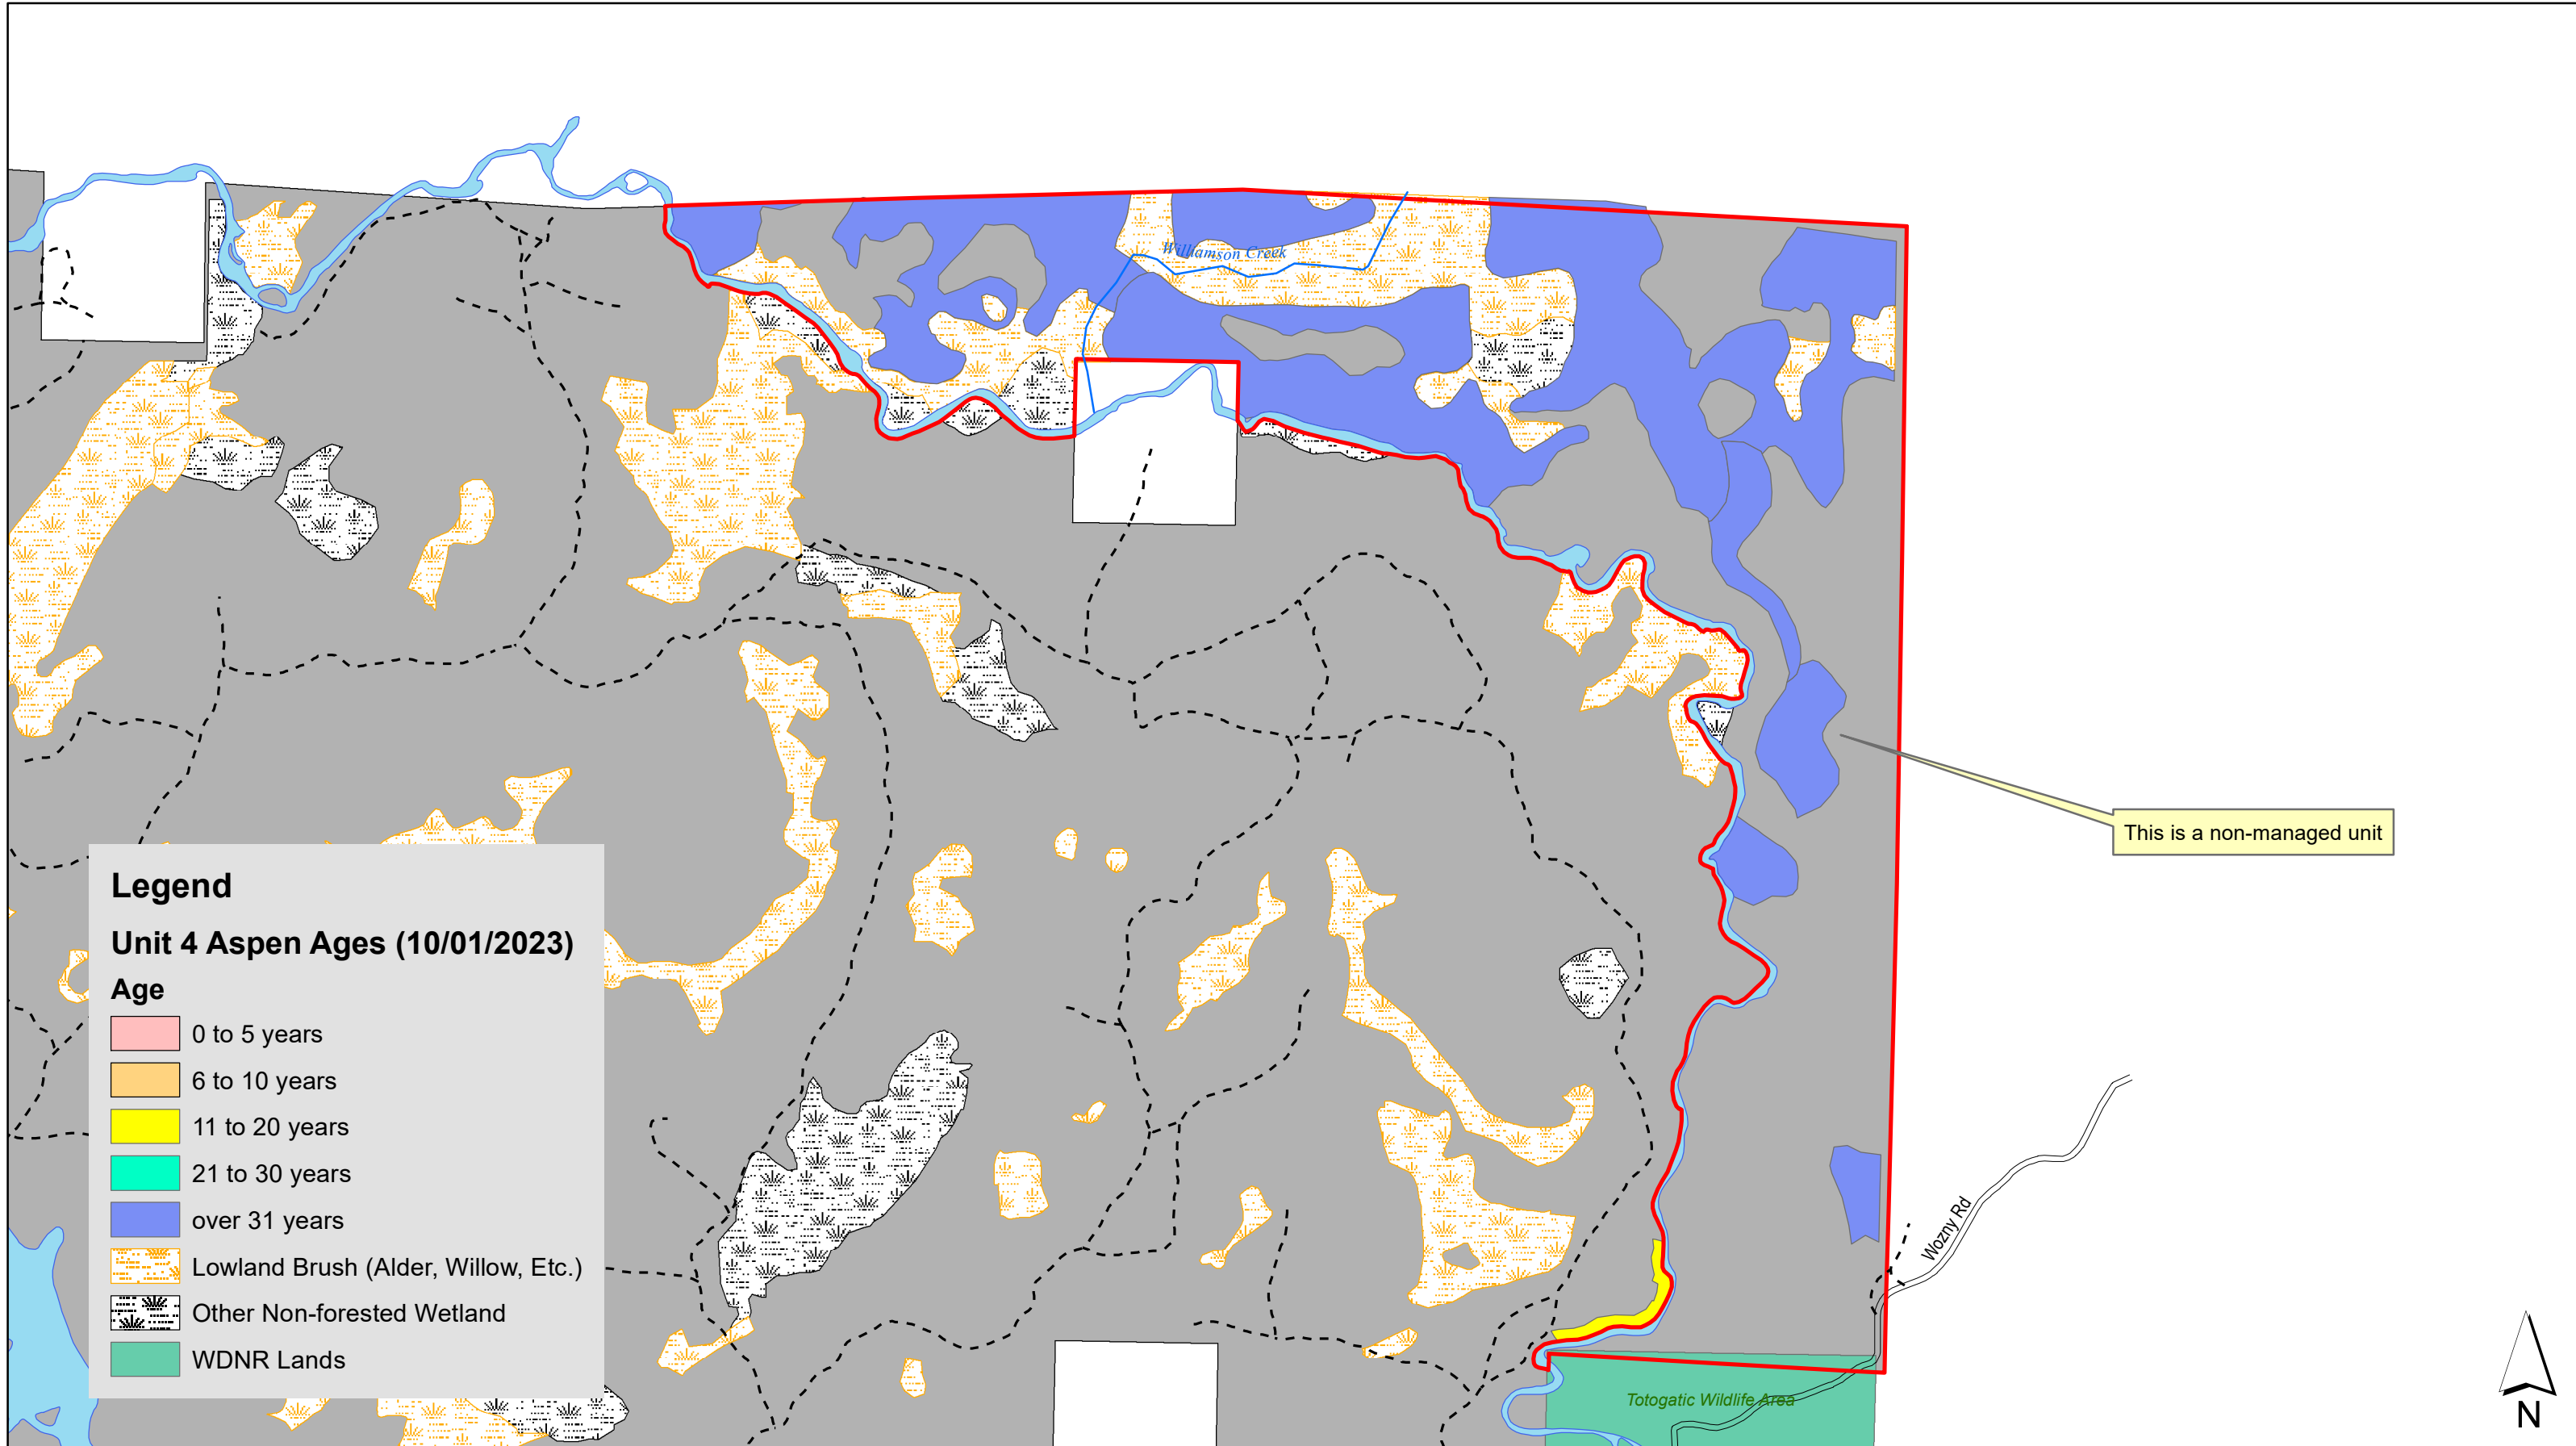 Williamson Creek
This is a non-managed unit
Legend
Unit 4 Aspen Ages (10/01/2023)
Age
0 to 5 years
6 to 10 years
11 to 20 years
21 to 30 years
over 31 years
Lowland Brush (Alder, Willow, Etc.)
Other Non-forested Wetland
WDNR Lands
Wozny Rd
Totogatic Wildlife Area
N